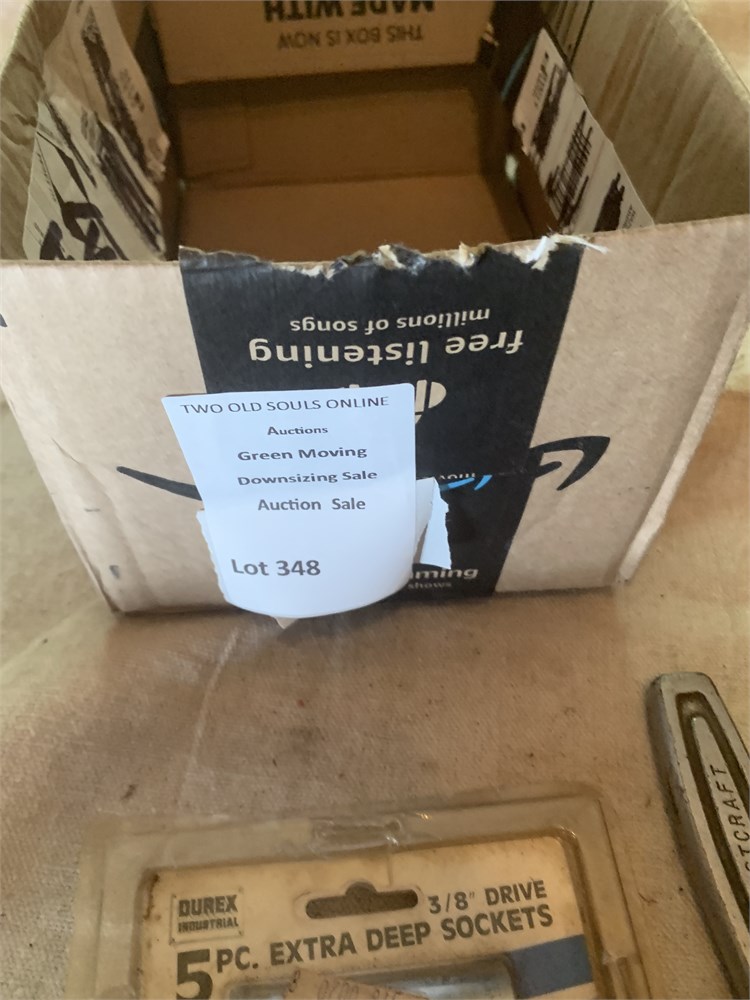 MADE WITH
THIS BOX IS NOW
millions of songs
free listening
TWO OLD SOULS ONLINE
Auctions
Green Moving
Downsizing Sale
Auction Sale
Lot 348
shows
DUREX
INDUSTRIAL
3/8" DRIVE
5 PC. EXTRA DEEP SOCKETS